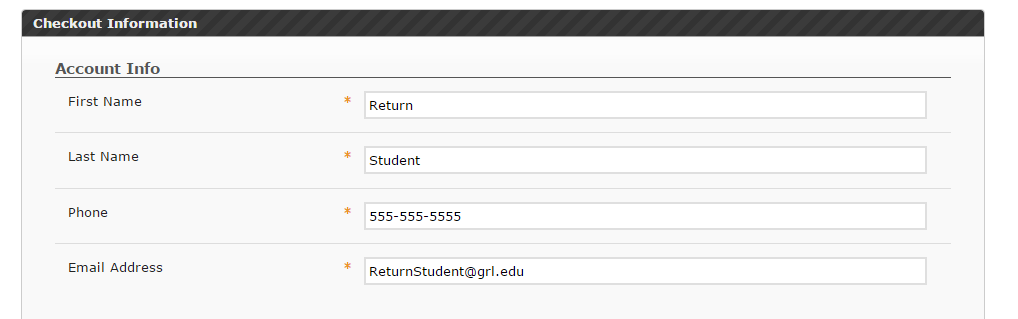 Checkout Information
Account Info
First Name * Return
Last Name * Student
Phone * 555-555-5555
Email Address * ReturnStudent@grl.edu